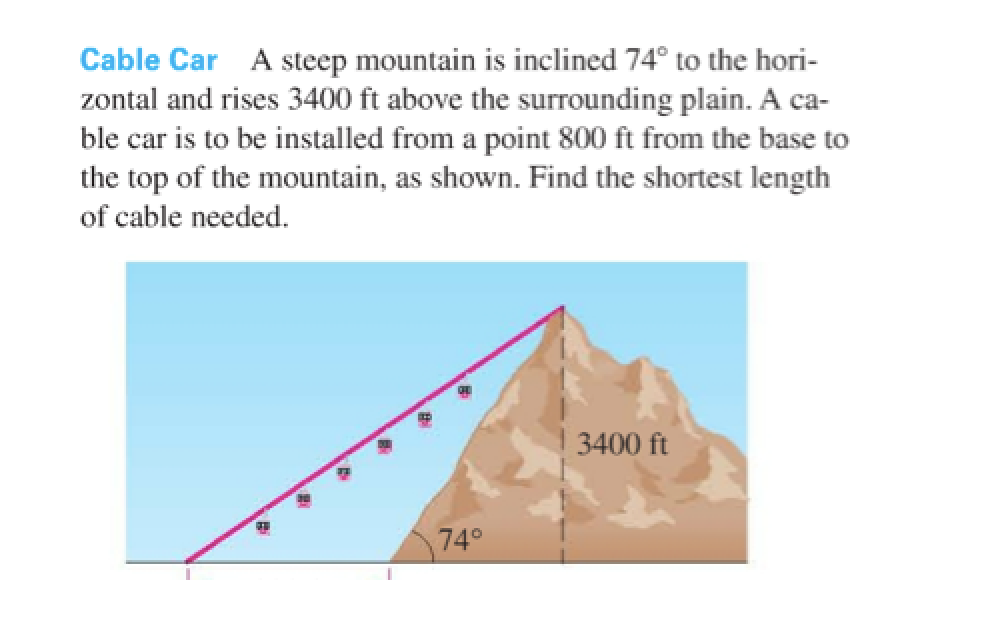 Cable Car A steep mountain is inclined 74° to the hori-
zontal and rises 3400 ft above the surrounding plain. A ca-
ble car is to be installed from a point 800 ft from the base to
the top of the mountain, as shown. Find the shortest length
of cable needed.
3400 ft
74°